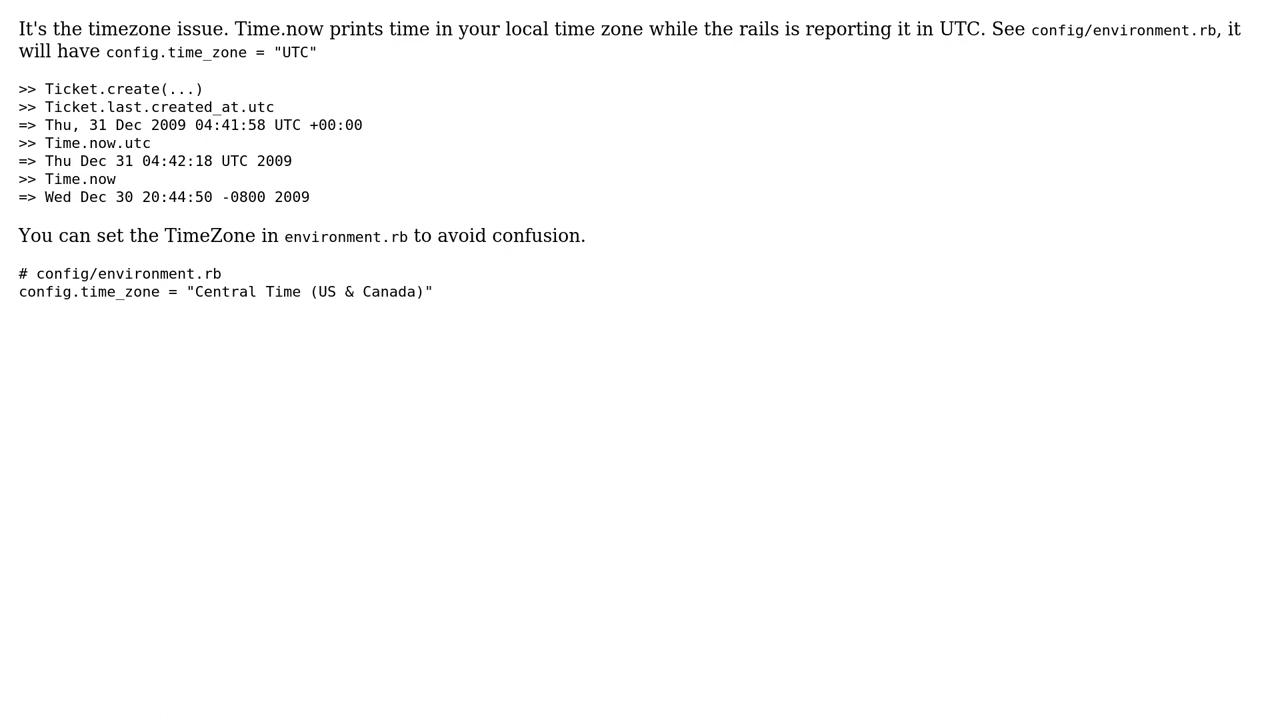 It's the timezone issue. Time.now prints time in your local time zone while the rails is reporting it in UTC. See config/environment.rb, it
will have config.time_zone = "UTC"
>> Ticket.create(...)
>> Ticket.last.created_at.utc
=> Thu, 31 Dec 2009 04:41:58 UTC +00:00
>> Time.now.utc
=> Thu Dec 31 04:42:18 UTC 2009
>> Time.now
=> Wed Dec 30 20:44:50 -0800 2009
You can set the TimeZone in environment.rb to avoid confusion.
# config/environment.rb
config.time_zone = "Central Time (US & Canada)"